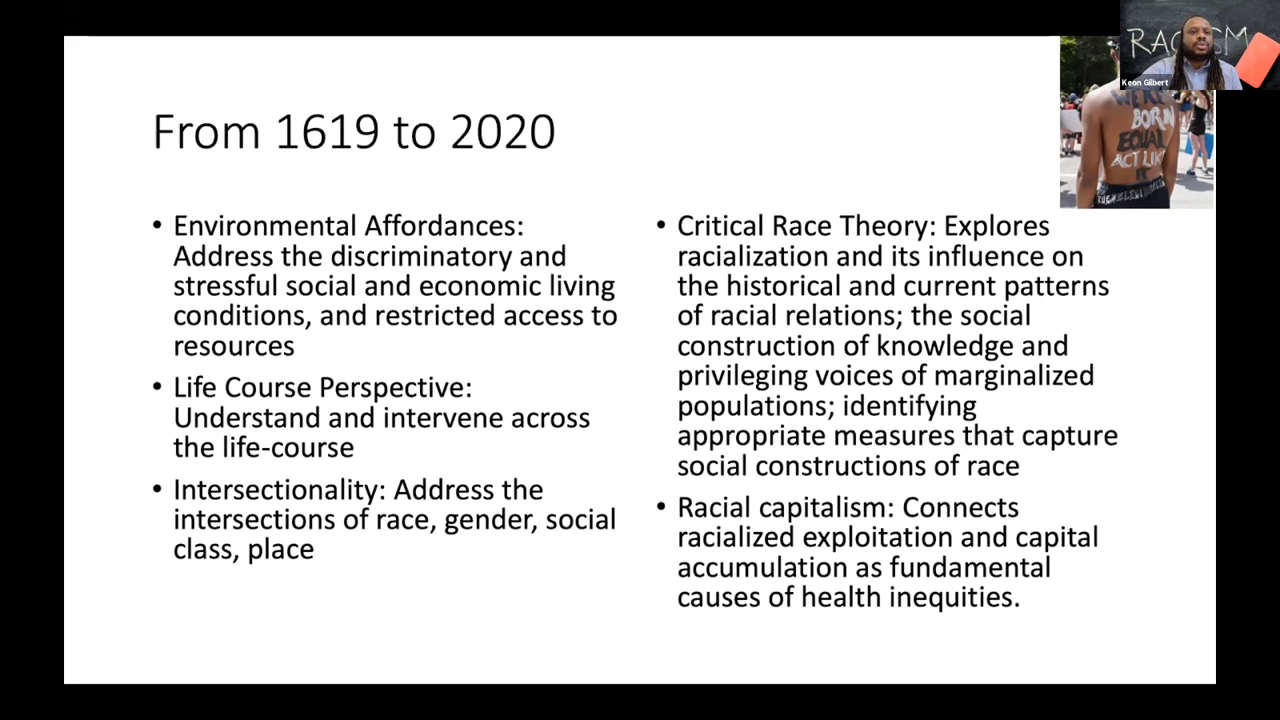 From 1619 to 2020
• Environmental Affordances:
Address the discriminatory and
stressful social and economic living
conditions, and restricted access to
resources
• Life Course Perspective:
Understand and intervene across
the life-course
• Intersectionality: Address the
intersections of race, gender, social
class, place
• Critical Race Theory: Explores
racialization and its influence on
the historical and current patterns
of racial relations; the social
construction of knowledge and
privileging voices of marginalized
populations; identifying
appropriate measures that capture
social constructions of race
• Racial capitalism: Connects
racialized exploitation and capital
accumulation as fundamental
causes of health inequities.
Keon Gilbert
BORN
EQUAL
ACT LIKE
IT